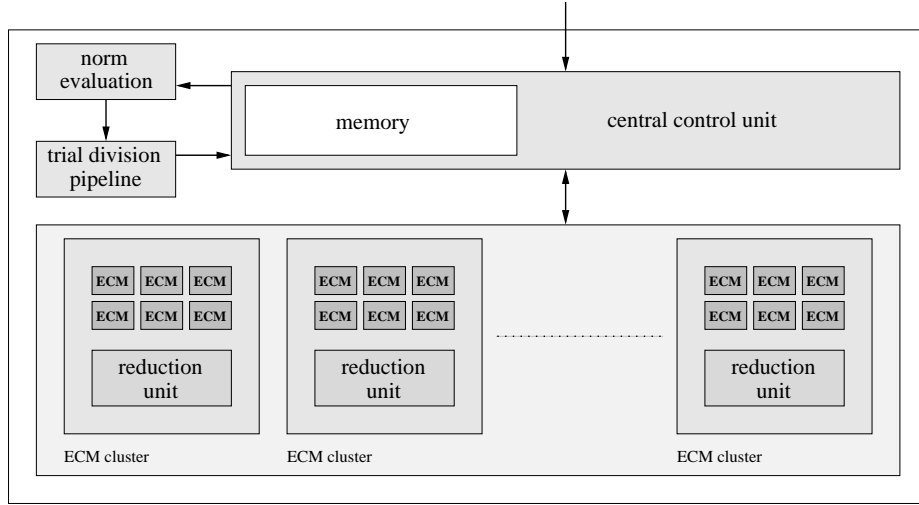 norm
evaluation
memory
central control unit
trial division
pipeline
ECM ECM ECM
ECM ECM ECM
reduction
unit
ECM cluster
ECM ECM ECM
ECM ECM ECM
reduction
unit
ECM cluster
ECM ECM ECM
ECM ECM ECM
reduction
unit
ECM cluster